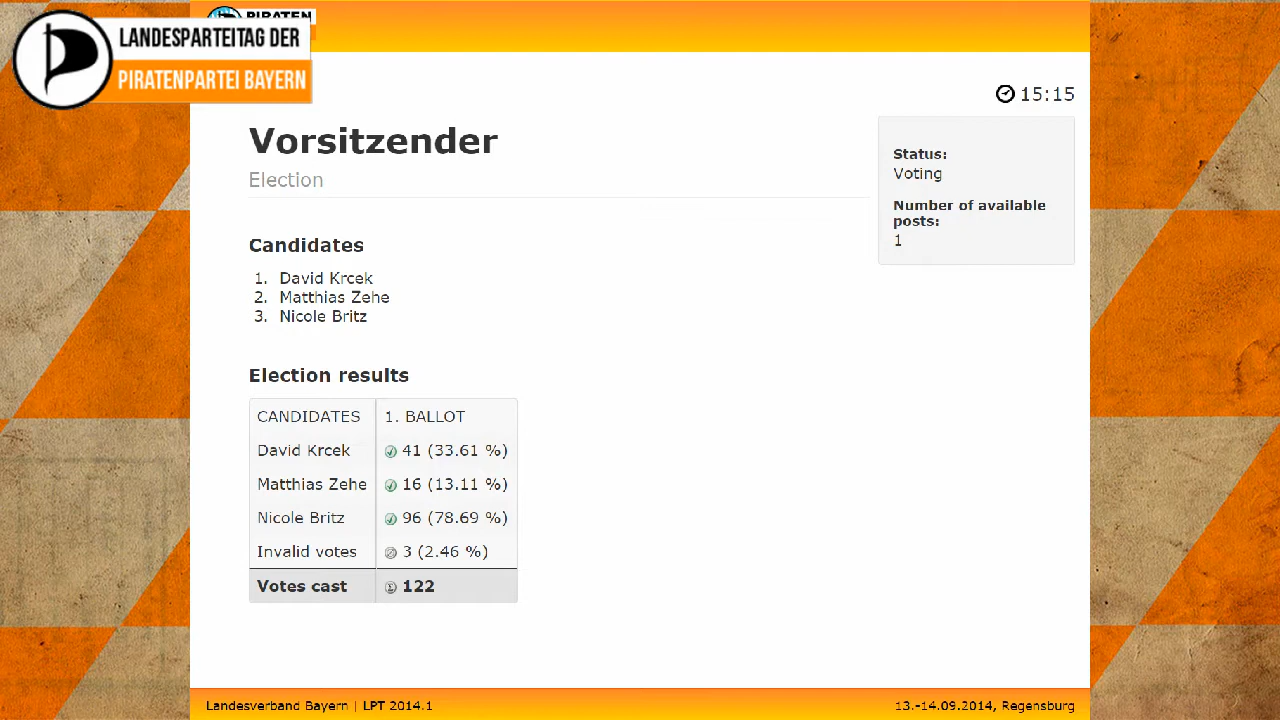 PIRATEN
LANDESPARTEITAG DER
PIRATENPARTEI BAYERN
15:15
Vorsitzender
Election
Status:
Voting
Number of available
posts:
1
Candidates
1. David Krcek
2. Matthias Zehe
3. Nicole Britz
Election results
CANDIDATES 1. BALLOT
David Krcek 41 (33.61 %)
Matthias Zehe 16 (13.11 %)
Nicole Britz 96 (78.69 %)
Invalid votes 3 (2.46 %)
Votes cast 122
Landesverband Bayern | LPT 2014.1 13.-14.09.2014, Regensburg